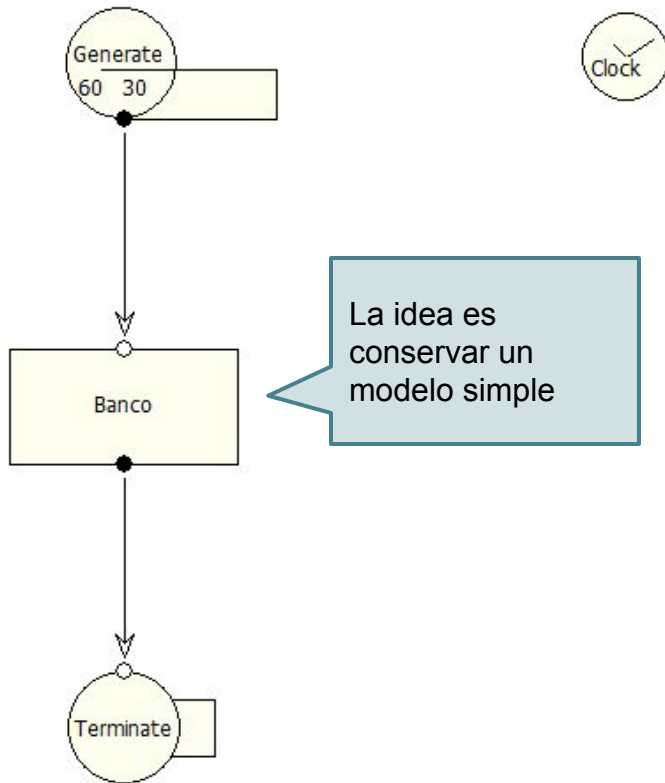 Generate
60 30
Clock
La idea es
conservar un
modelo simple
Banco
Terminate